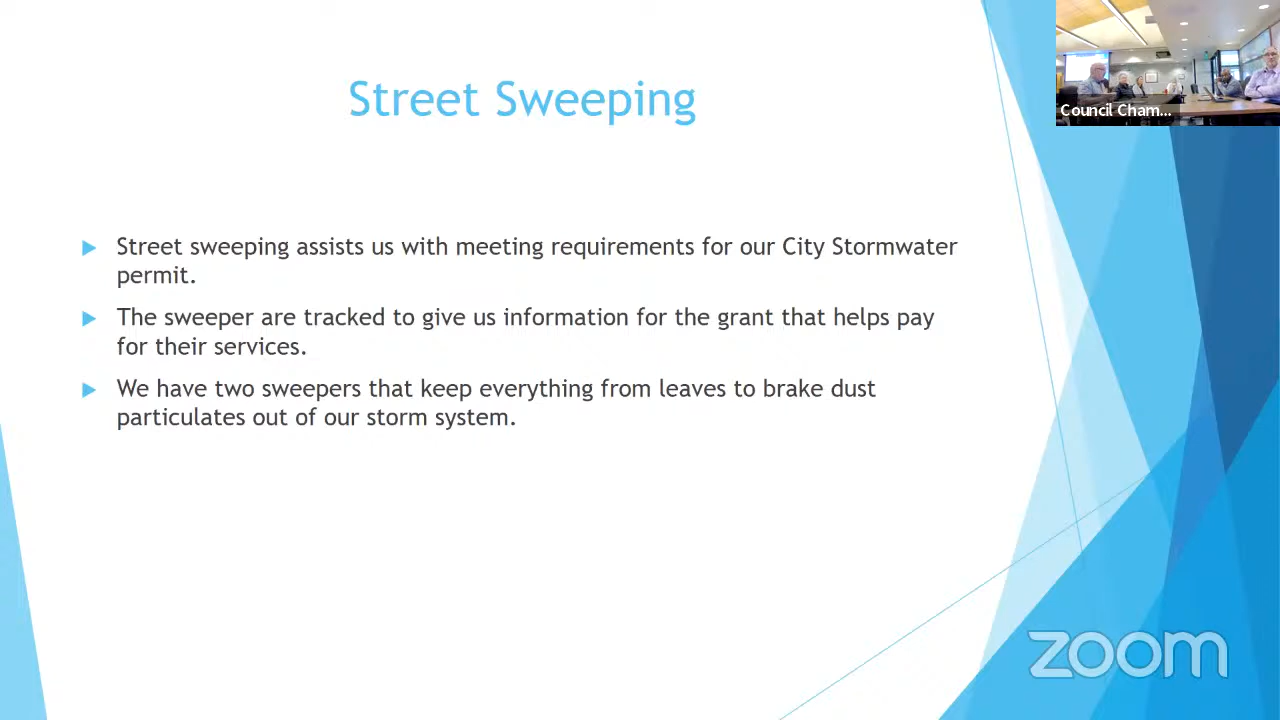 Street Sweeping
Council Cham...
Street sweeping assists us with meeting requirements for our City Stormwater
permit.
The sweeper are tracked to give us information for the grant that helps pay
for their services.
We have two sweepers that keep everything from leaves to brake dust
particulates out of our storm system.
zoom